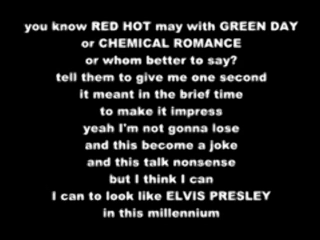 you know RED HOT may with GREEN DAY
or CHEMICAL ROMANCE
or whom better to say?
tell them to give me one second
it meant in the brief time
to make it impress
yeah I'm not gonna lose
and this become a joke
and this talk nonsense
but I think I can
I can to look like ELVIS PRESLEY
in this millennium